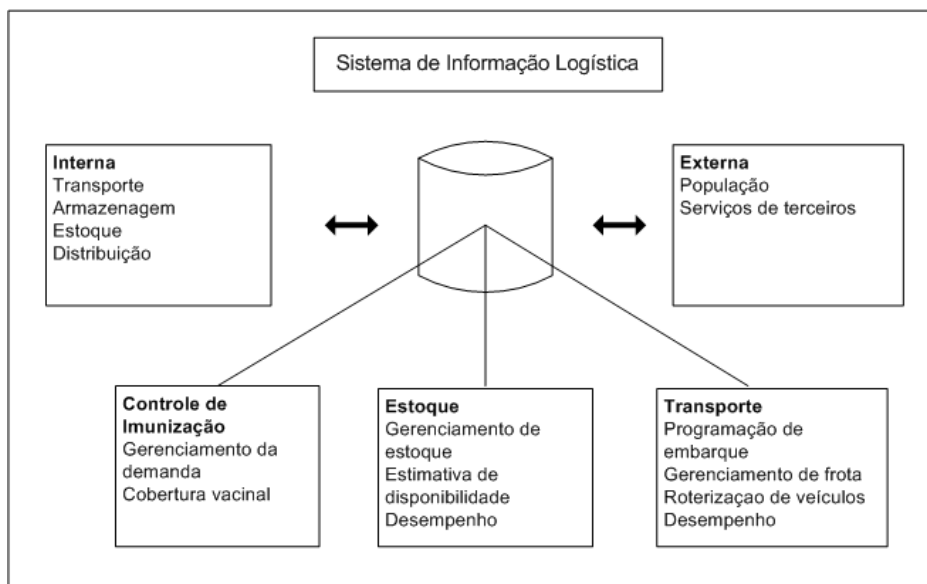 Sistema de Informação Logística
Interna
Transporte
Armazenagem
Estoque
Distribuição
Externa
População
Serviços de terceiros
Controle de
Imunização
Gerenciamento da
demanda
Cobertura vacinal
Estoque
Gerenciamento de
estoque
Estimativa de
disponibilidade
Desempenho
Transporte
Programação de
embarque
Gerenciamento de frota
Roterizaçao de veículos
Desempenho